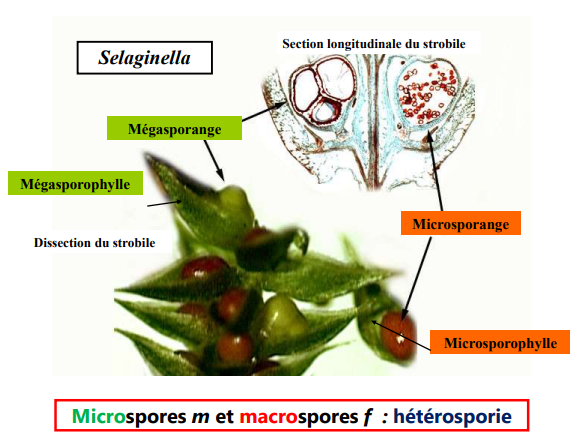 Section longitudinale du strobile
Selaginella
Mégasporange
Mégasporophylle
Microsporange
Dissection du strobile
Microsporophylle
Microspores m et macrospores f : hétérosporie